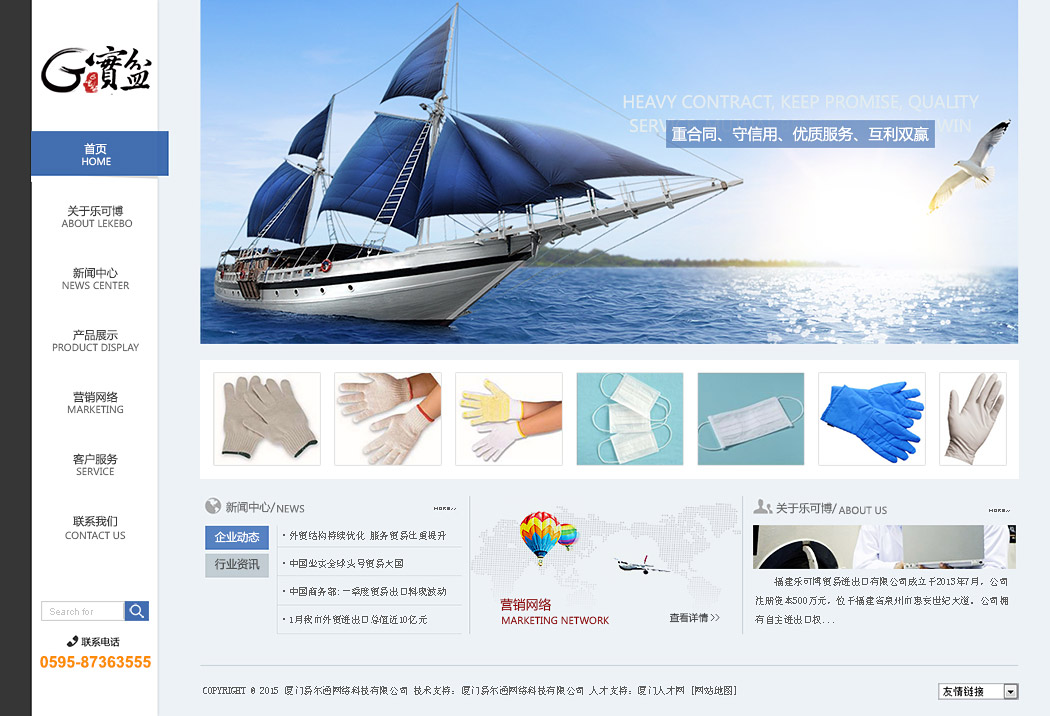 G寶盆
首页
HOME
关于乐可博
ABOUT LEKEBO
新闻中心
NEWS CENTER
产品展示
PRODUCT DISPLAY
营销网络
MARKETING
客户服务
SERVICE
联系我们
CONTACT US
Search for
联系电话
0595-87363555
HEAVY CONTRACT, KEEP PROMISE, QUALITY
重合同、守信用、优质服务、互利双赢
新闻中心/NEWS
MORE>>
企业动态
行业资讯
· 外贸结构持续优化 服务贸易比重提升
· 中国坐实全球头号贸易大国
· 中国商务部:一季度贸易出口料现波动
· 1月我市外贸进出口总值近10亿元
营销网络
MARKETING NETWORK
查看详情>>
关于乐可博/ABOUT US
MORE>>
福建乐可博贸易进出口有限公司成立于2013年7月，公司
注册资本500万元，位于福建省泉州市惠安世纪大道。公司拥
有自主进出口权...
COPYRIGHT @ 2015 厦门易尔通网络科技有限公司 技术支持：厦门易尔通网络科技有限公司 人才支持：厦门人才网 [网站地图]
友情链接